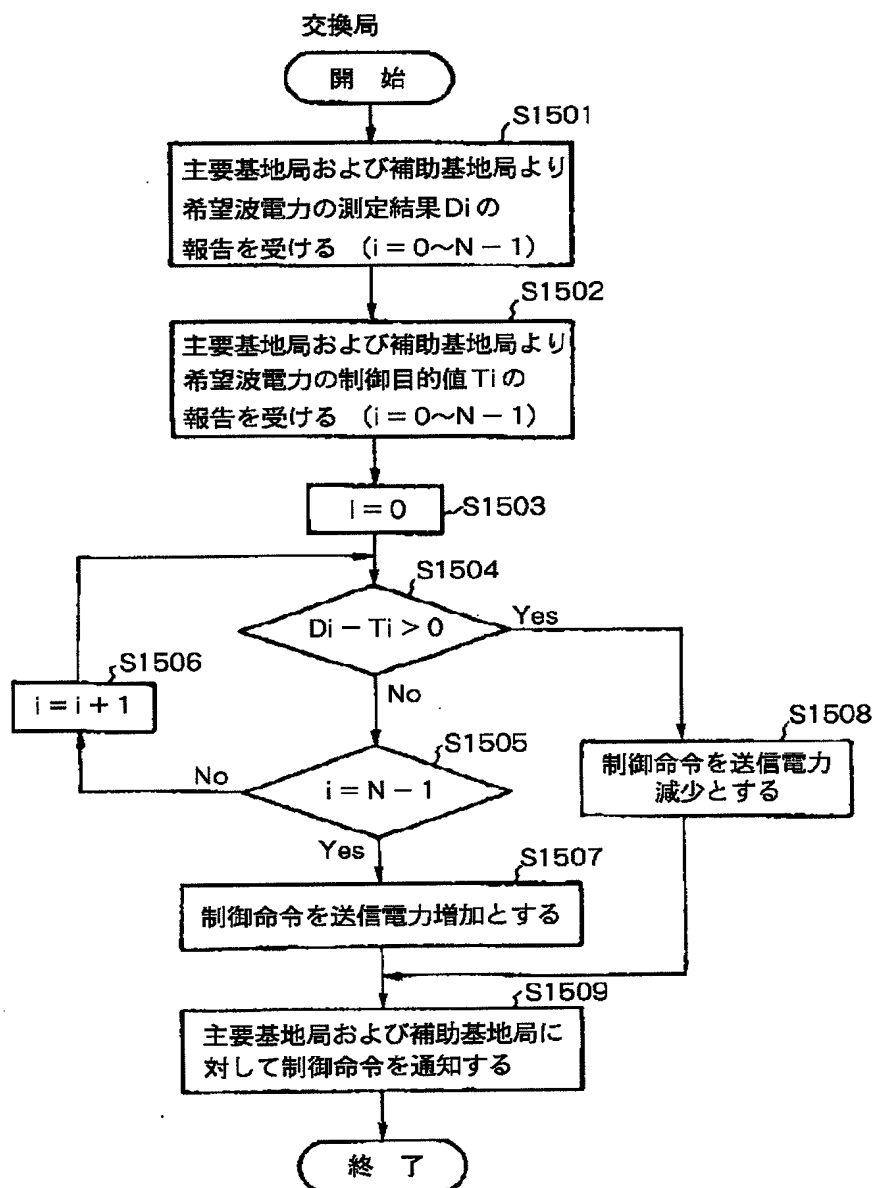 交換局
開 始
S1501
主要基地局および補助基地局より
希望波電力の測定結果Diの
報告を受ける (i=0~N-1)
S1502
主要基地局および補助基地局より
希望波電力の制御目的値Tiの
報告を受ける (i=0~N-1)
i=0
S1503
S1504
Di-Ti>0
Yes
No
S1506
i=i+1
S1505
i=N-1
No
Yes
S1508
制御命令を送信電力
減少とする
S1507
制御命令を送信電力増加とする
S1509
主要基地局および補助基地局に
対して制御命令を通知する
終 了